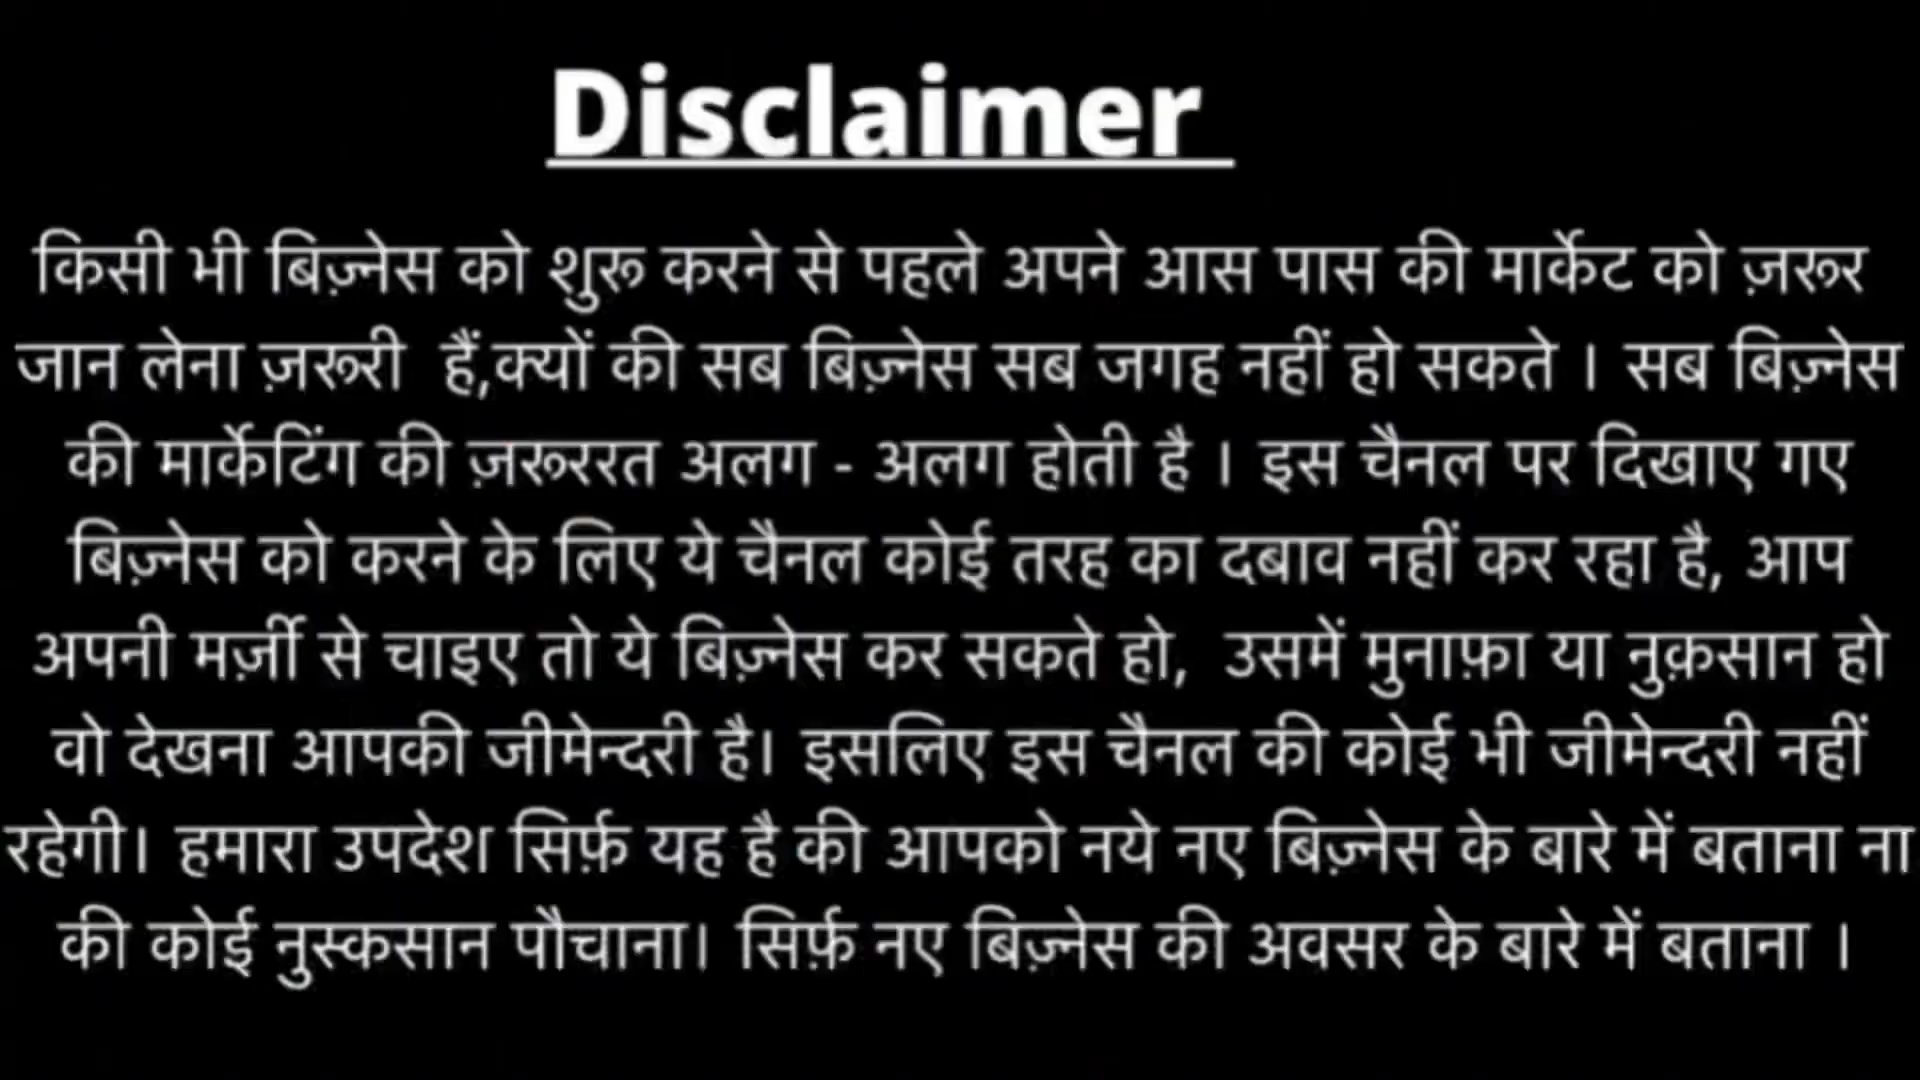 Disclaimer
किसी भी बिज़्नेस को शुरू करने से पहले अपने आस पास की मार्केट को ज़रूर
जान लेना ज़रूरी हैं,क्यों की सब बिज़्नेस सब जगह नहीं हो सकते । सब बिज़्नेस
की मार्केटिंग की ज़रूररत अलग - अलग होती है । इस चैनल पर दिखाए गए
बिज़्नेस को करने के लिए ये चैनल कोई तरह का दबाव नहीं कर रहा है, आप
अपनी मर्ज़ी से चाइए तो ये बिज़्नेस कर सकते हो, उसमें मुनाफ़ा या नुक़सान हो
वो देखना आपकी जीमेन्दरी है। इसलिए इस चैनल की कोई भी जीमेन्दरी नहीं
रहेगी। हमारा उपदेश सिर्फ़ यह है की आपको नये नए बिज़्नेस के बारे में बताना ना
की कोई नुस्कसान पौचाना। सिर्फ़ नए बिज़्नेस की अवसर के बारे में बताना ।